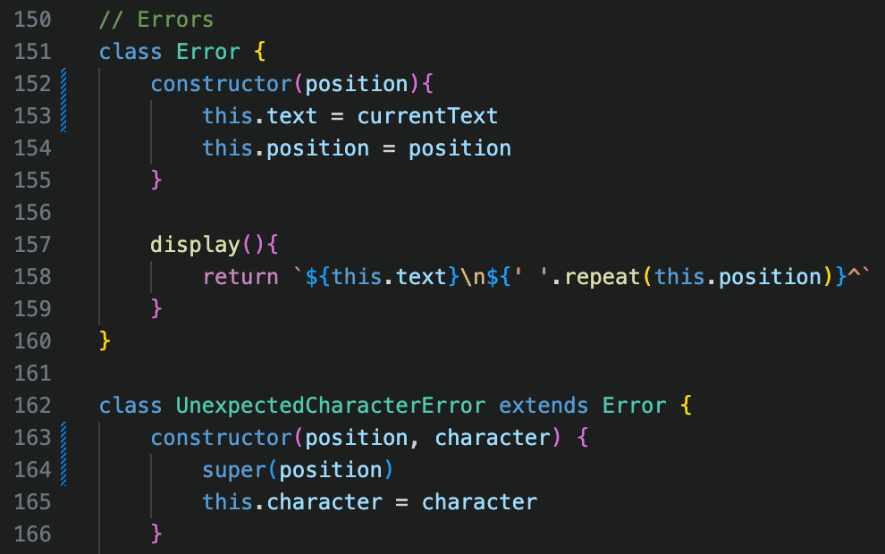 150 // Errors
151 class Error {
152     constructor(position){
153         this.text = currentText
154         this.position = position
155     }
156
157     display(){
158         return `${this.text}\n${' '.repeat(this.position)}^`
159     }
160 }
161
162 class UnexpectedCharacterError extends Error {
163     constructor(position, character) {
164         super(position)
165         this.character = character
166     }